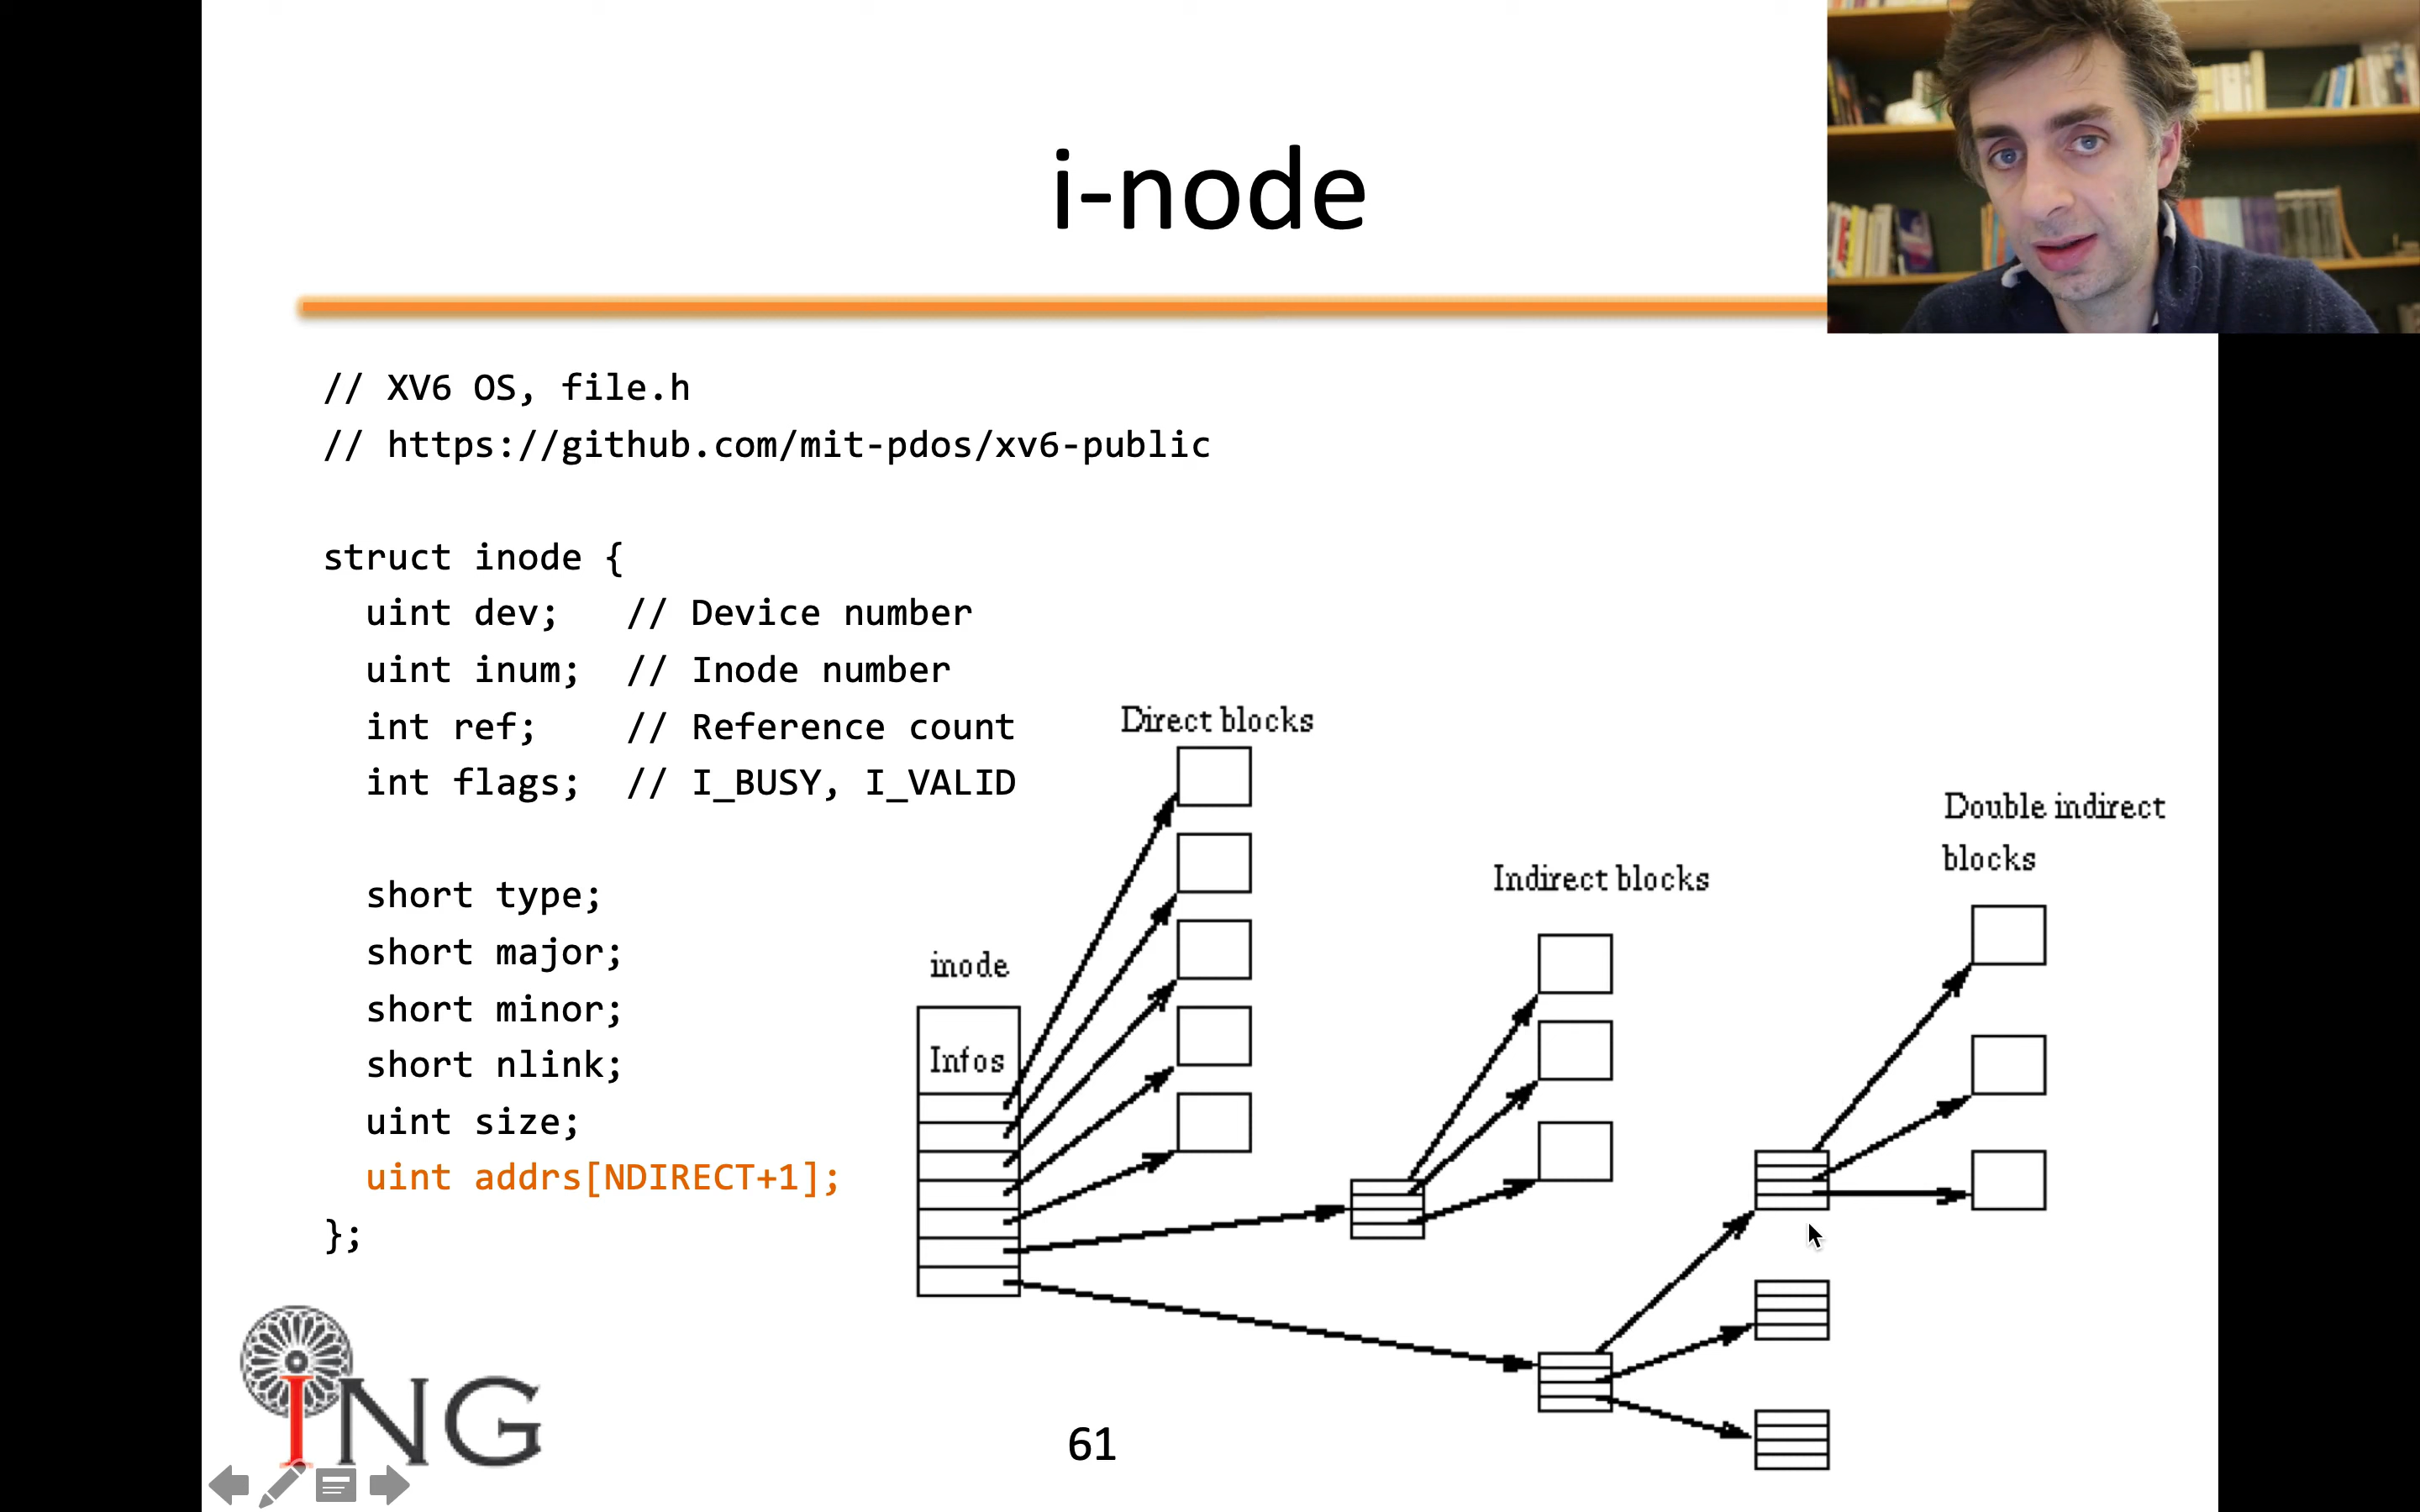 i-node
// XV6 OS, file.h
// https://github.com/mit-pdos/xv6-public
struct inode {
uint dev;   // Device number
uint inum;  // Inode number
int ref;    // Reference count
int flags;  // I_BUSY, I_VALID
short type;
short major;
short minor;
short nlink;
uint size;
uint addrs[NDIRECT+1];
};
Direct blocks
Indirect blocks
Double indirect
blocks
inode
Infos
ING
61